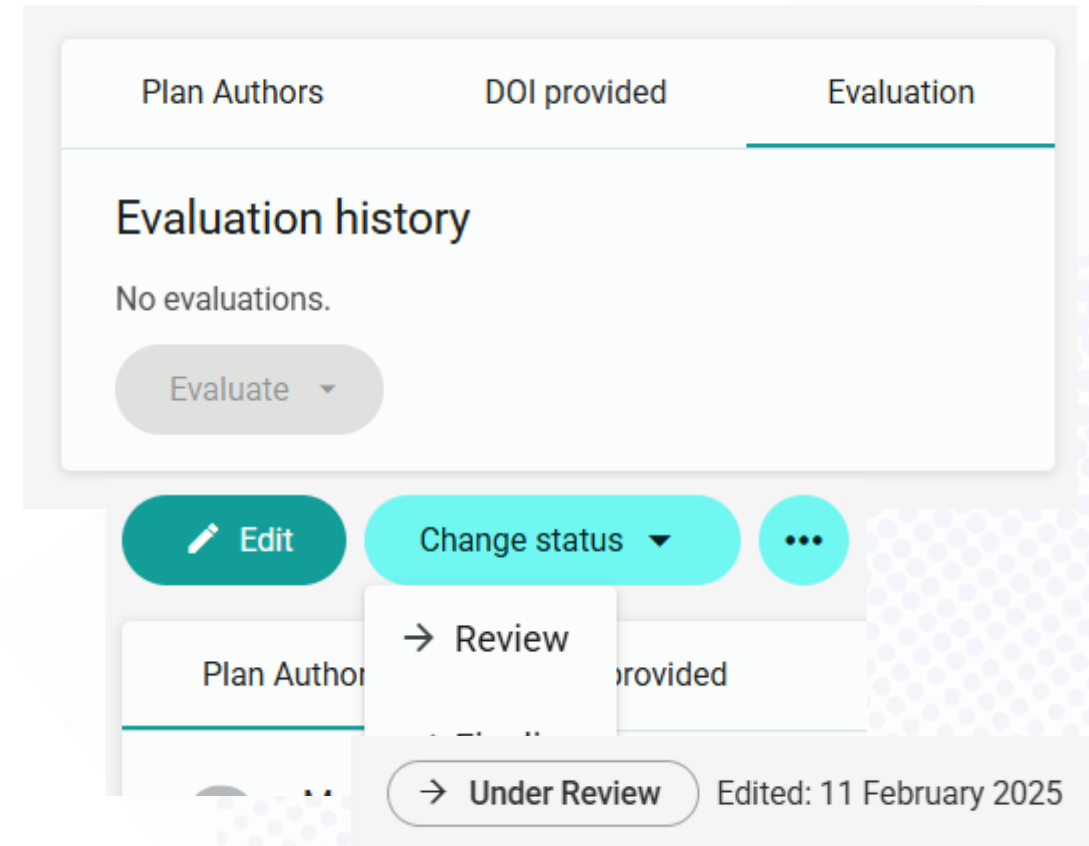 Plan Authors DOI provided Evaluation
Evaluation history
No evaluations.
Evaluate
Edit Change status
Review
Plan Author provided
Under Review Edited: 11 February 2025